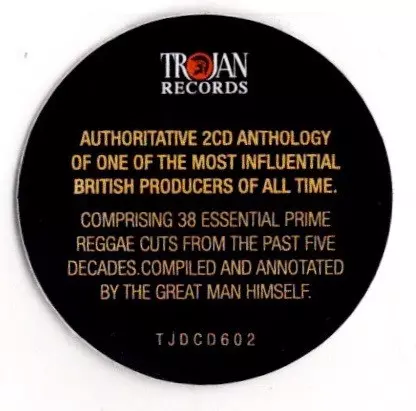 TROJAN
RECORDS
AUTHORITATIVE 2CD ANTHOLOGY
OF ONE OF THE MOST INFLUENTIAL
BRITISH PRODUCERS OF ALL TIME.
COMPRISING 38 ESSENTIAL PRIME
REGGAE CUTS FROM THE PAST FIVE
DECADES.COMPILED AND ANNOTATED
BY THE GREAT MAN HIMSELF.
TJDCD602